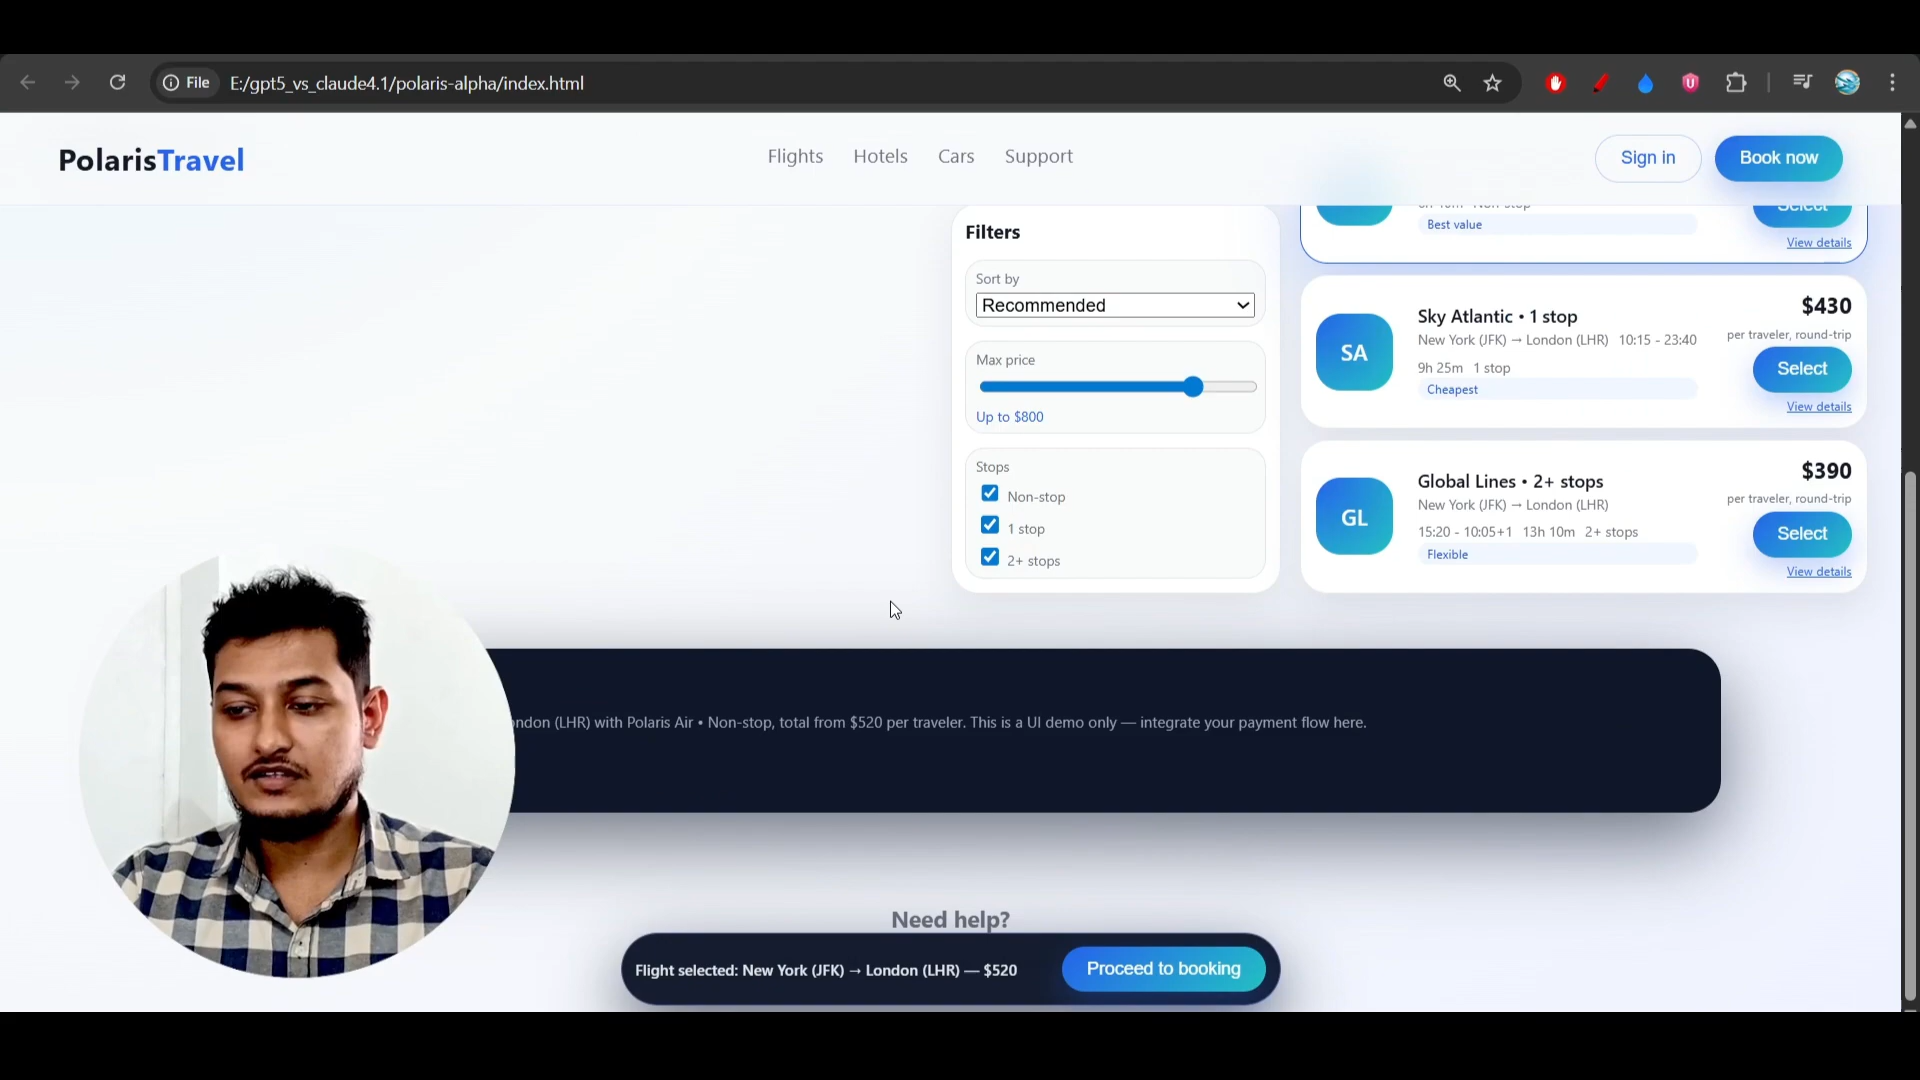 File E:/gpt5_vs_claude4.1/polaris-alpha/index.html
PolarisTravel
Flights Hotels Cars Support
Sign in
Book now
Filters
Sort by
Recommended
Max price
Up to $800
Stops
Non-stop
1 stop
2+ stops
Select
Best value
View details
SA
Sky Atlantic • 1 stop
New York (JFK) → London (LHR) 10:15 - 23:40
9h 25m 1 stop
Cheapest
$430
per traveler, round-trip
Select
View details
GL
Global Lines • 2+ stops
New York (JFK) → London (LHR)
15:20 - 10:05+1 13h 10m 2+ stops
Flexible
$390
per traveler, round-trip
Select
View details
(LHR) with Polaris Air • Non-stop, total from $520 per traveler. This is a UI demo only — integrate your payment flow here.
Need help?
Flight selected: New York (JFK) → London (LHR) — $520
Proceed to booking